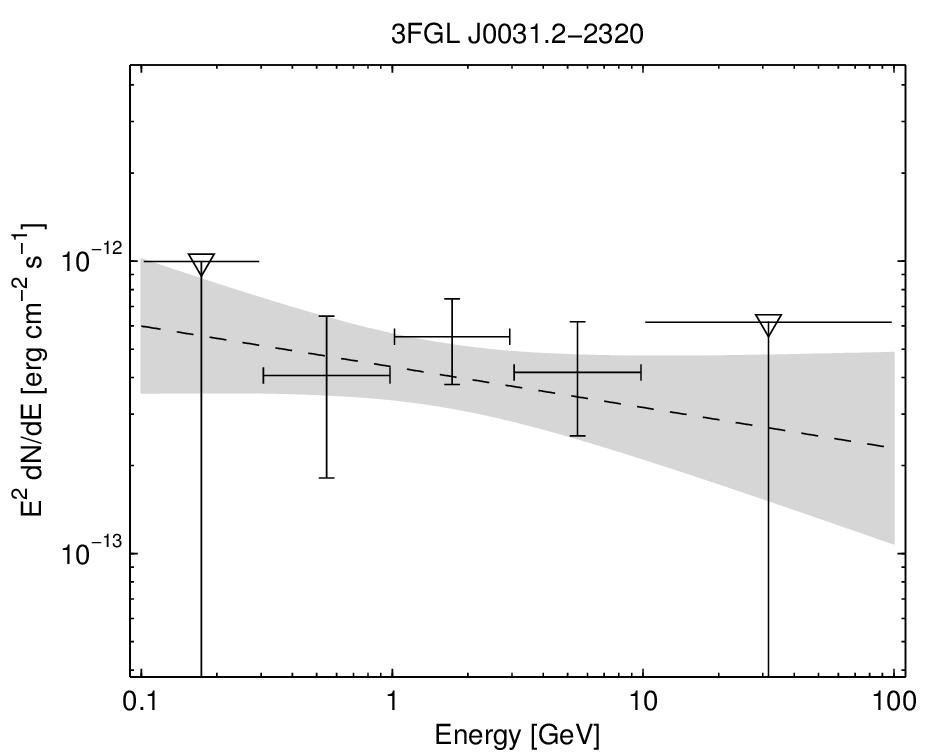 3FGL J0031.2−2320
E² dN/dE [erg cm⁻² s⁻¹]
10⁻¹²
10⁻¹³
0.1 1 10 100
Energy [GeV]